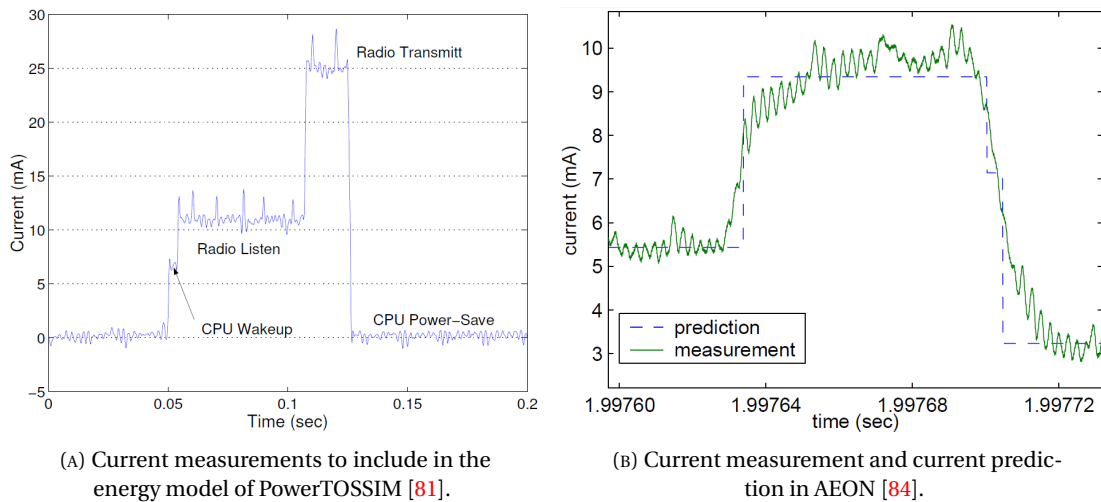 30
25
20
15
10
5
0
−5
0
0.05
0.1
0.15
0.2
Current (mA)
Time (sec)
Radio Transmitt
Radio Listen
CPU Wakeup
CPU Power−Save
(A) Current measurements to include in the
energy model of PowerTOSSIM [81].
10
9
8
7
6
5
4
3
1.99760
1.99764
1.99768
1.99772
current (mA)
time (sec)
prediction
measurement
(B) Current measurement and current predic-
tion in AEON [84].